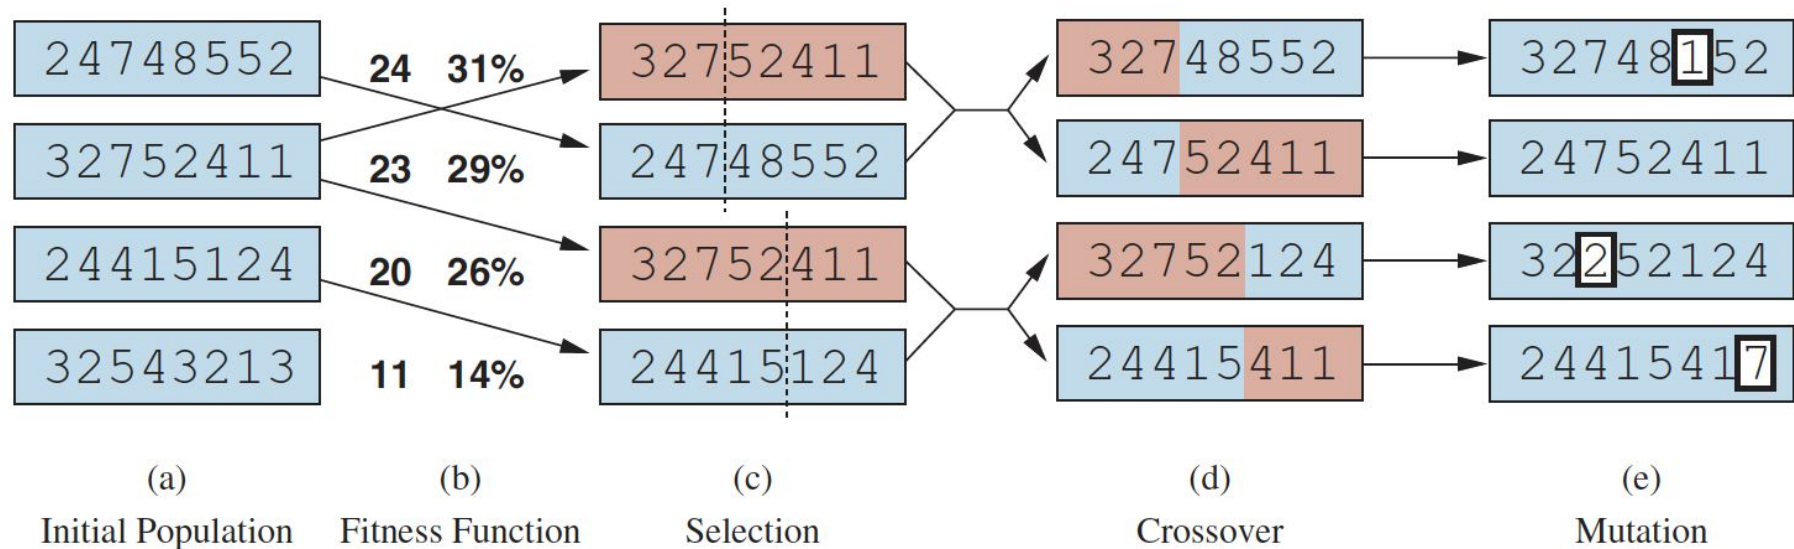 24748552 24 31% 32752411 32748552 32748152
32752411 23 29% 24748552 24752411 24752411
24415124 20 26% 32752411 32752124 32252124
32543213 11 14% 24415124 24415411 24415417
(a) (b) (c) (d) (e)
Initial Population Fitness Function Selection Crossover Mutation